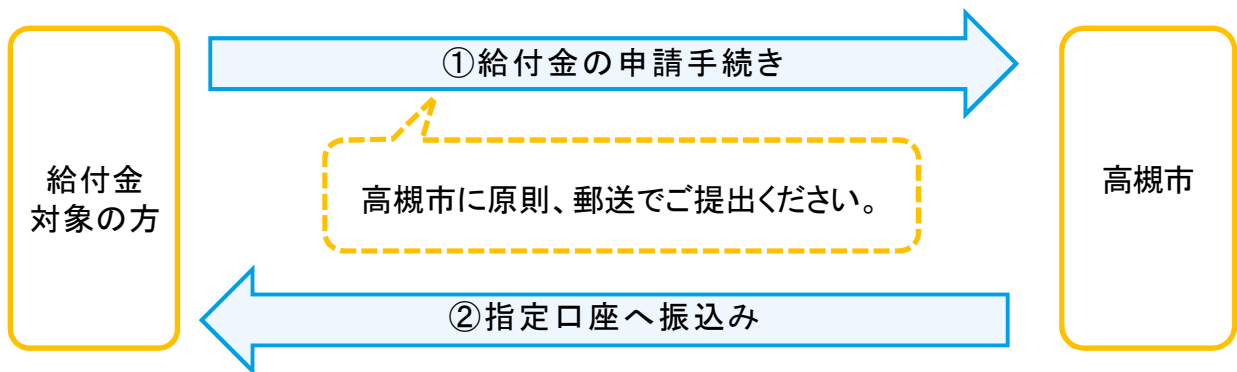 ①給付金の申請手続き
給付金
対象の方
高槻市に原則、郵送でご提出ください。
高槻市
②指定口座へ振込み